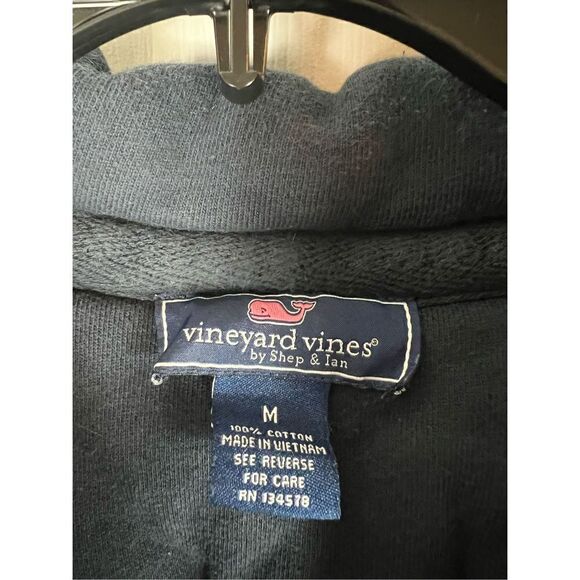 vineyard vines®
by Shep & Ian
M
100% COTTON
MADE IN VIETNAM
SEE REVERSE
FOR CARE
RN 134578